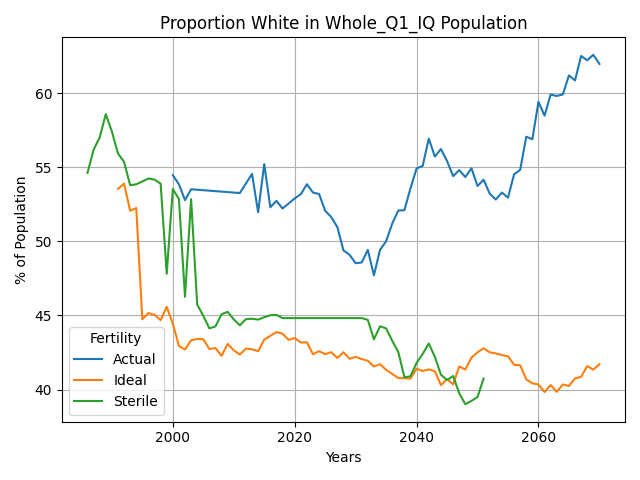 Proportion White in Whole_Q1_IQ Population
% of Population
60
55
50
45
40
Fertility
Actual
Ideal
Sterile
2000
2020
2040
2060
Years